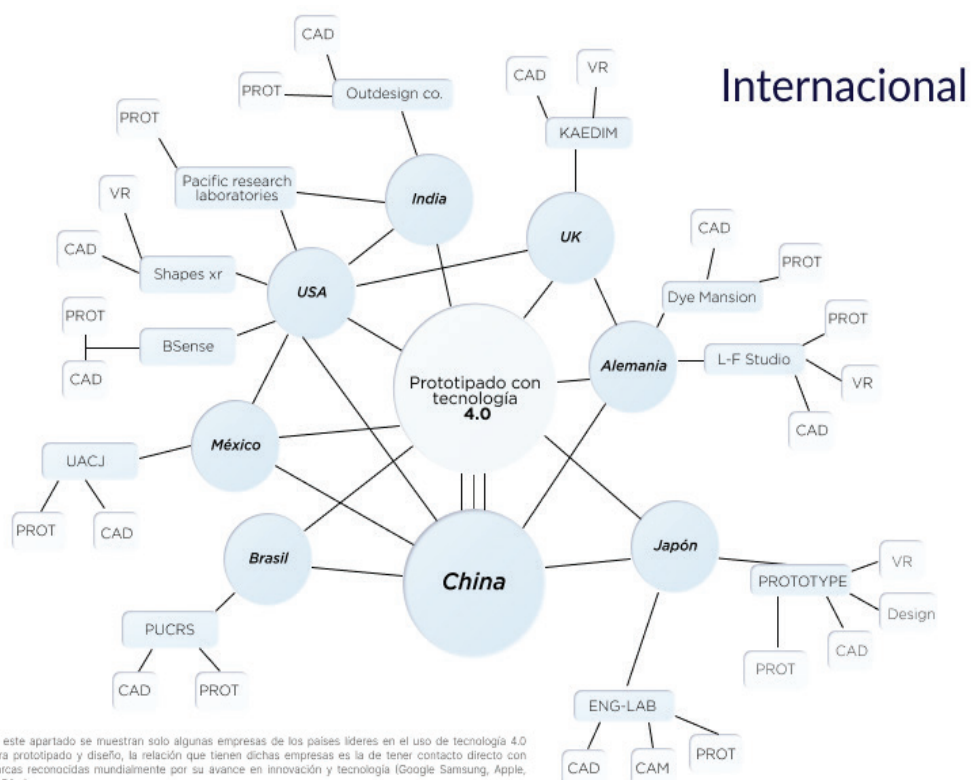 Internacional
CAD
PROT
Outdesign co.
CAD
VR
KAEDIM
PROT
Pacific research
laboratories
India
UK
VR
CAD
Shapes xr
USA
CAD
PROT
Dye Mansion
PROT
BSense
CAD
Prototipado con
tecnología
4.0
Alemania
L-F Studio
PROT
VR
CAD
México
UACJ
PROT
CAD
Brasil
China
Japón
PROTOTYPE
VR
Design
CAD
PROT
PUCRS
CAD
PROT
ENG-LAB
CAD
CAM
PROT
este apartado se muestran solo algunas empresas de los países líderes en el uso de tecnología 4.0
ra prototipado y diseño, la relación que tienen dichas empresas es la de tener contacto directo con
arcas reconocidas mundialmente por su avance en innovación y tecnología (Google Samsung, Apple,